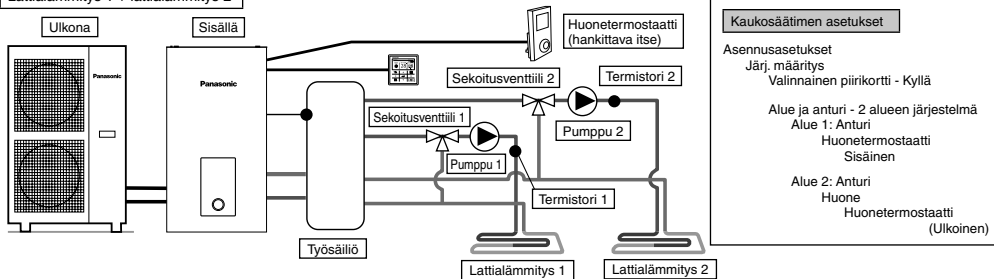 Lattialämmitys 1 + lattialämmitys 2
Ulkona
Sisällä
Panasonic
Panasonic
Huonetermostaatti
(hankittava itse)
Sekoitusventtiili 2
Termistori 2
Sekoitusventtiili 1
Pumppu 2
Pumppu 1
Termistori 1
Työsäiliö
Lattialämmitys 1
Lattialämmitys 2
Kaukosäätimen asetukset
Asennusasetukset
Järj. määritys
Valinnainen piirikortti - Kyllä
Alue ja anturi - 2 alueen järjestelmä
Alue 1: Anturi
Huonetermostaatti
Sisäinen
Alue 2: Anturi
Huone
Huonetermostaatti
(Ulkoinen)